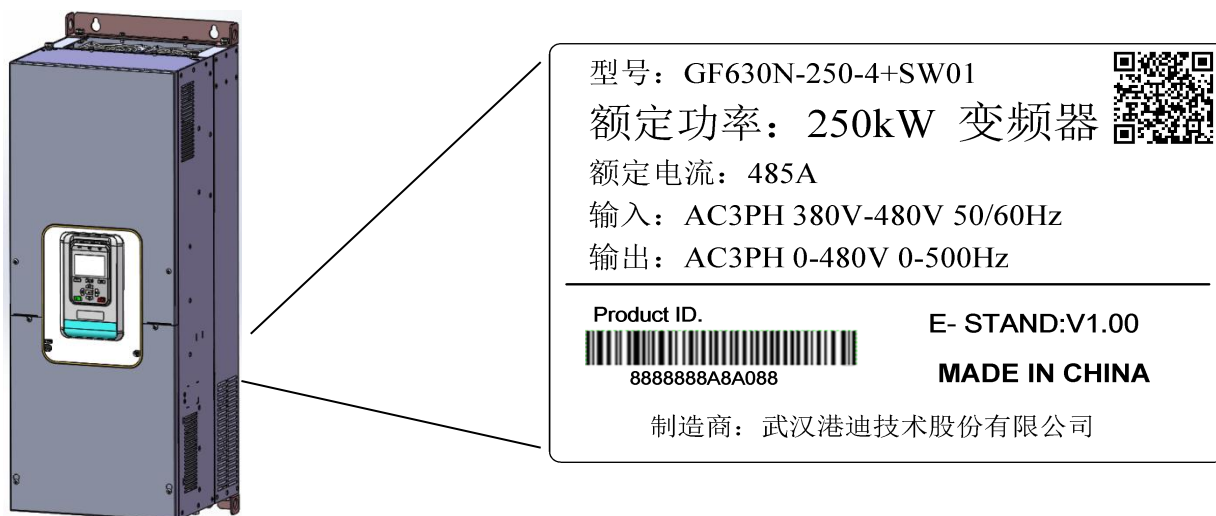 型号：GF630N-250-4+SW01
额定功率：250kW 变频器
额定电流：485A
输入：AC3PH 380V-480V 50/60Hz
输出：AC3PH 0-480V 0-500Hz
Product ID.
8888888A8A088
E- STAND:V1.00
MADE IN CHINA
制造商：武汉港迪技术股份有限公司